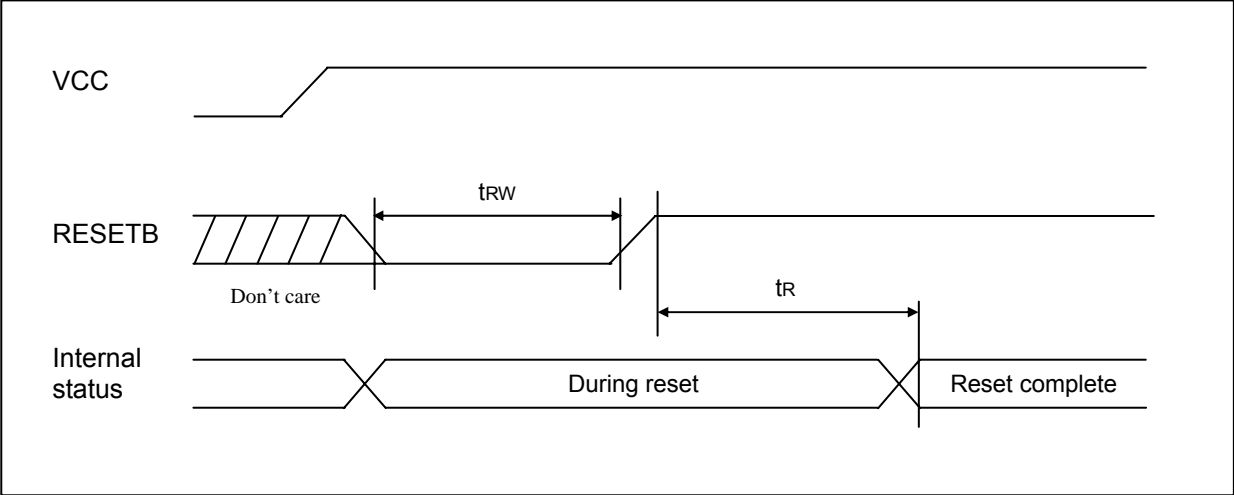 VCC
tRW
RESETB
Don't care
tR
Internal
status
During reset
Reset complete